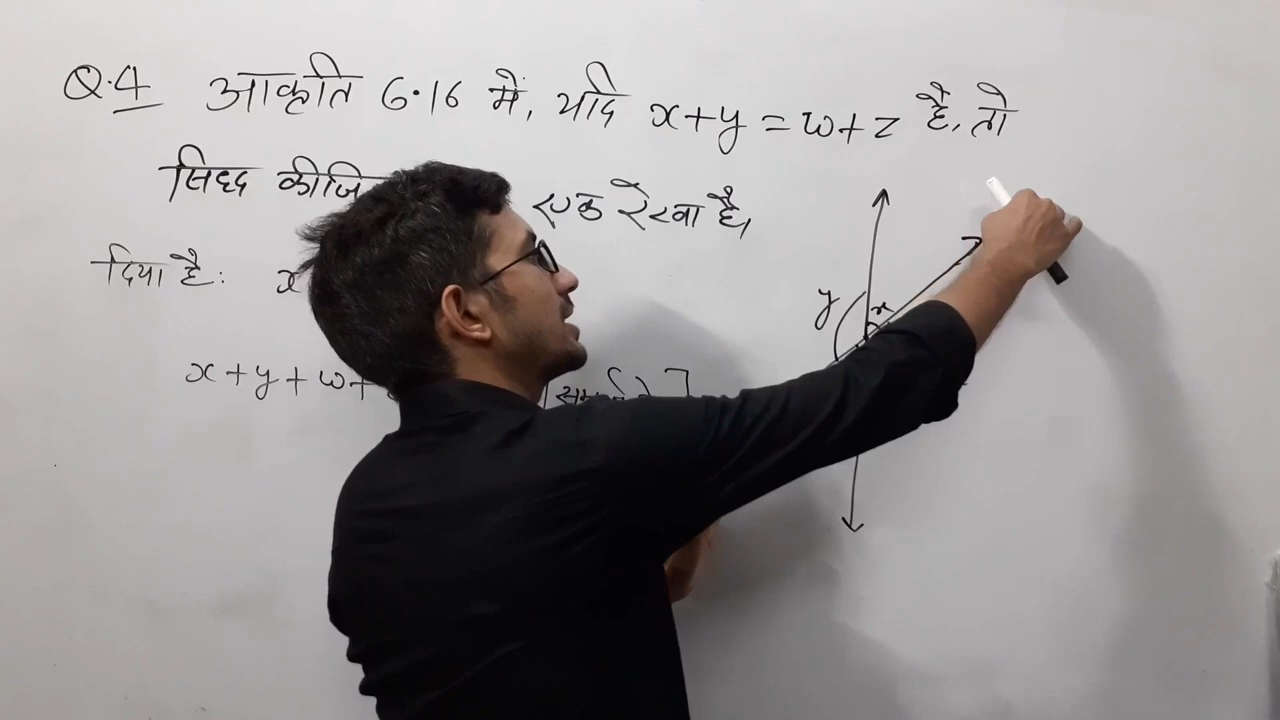 Q.4 आकृति 6.16 में, यदि x+y = w+z है, तो
सिध्द कीजि एक रेखा है,
दिया है: x
x+y+w+
y x